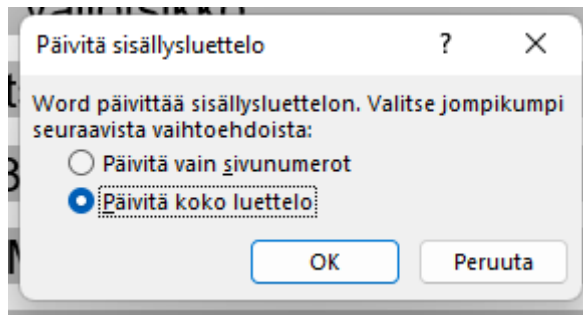 Päivitä sisällysluettelo ?
Word päivittää sisällysluettelon. Valitse jompikumpi
seuraavista vaihtoehdoista:
Päivitä vain sivunumerot
Päivitä koko luettelo
OK Peruuta